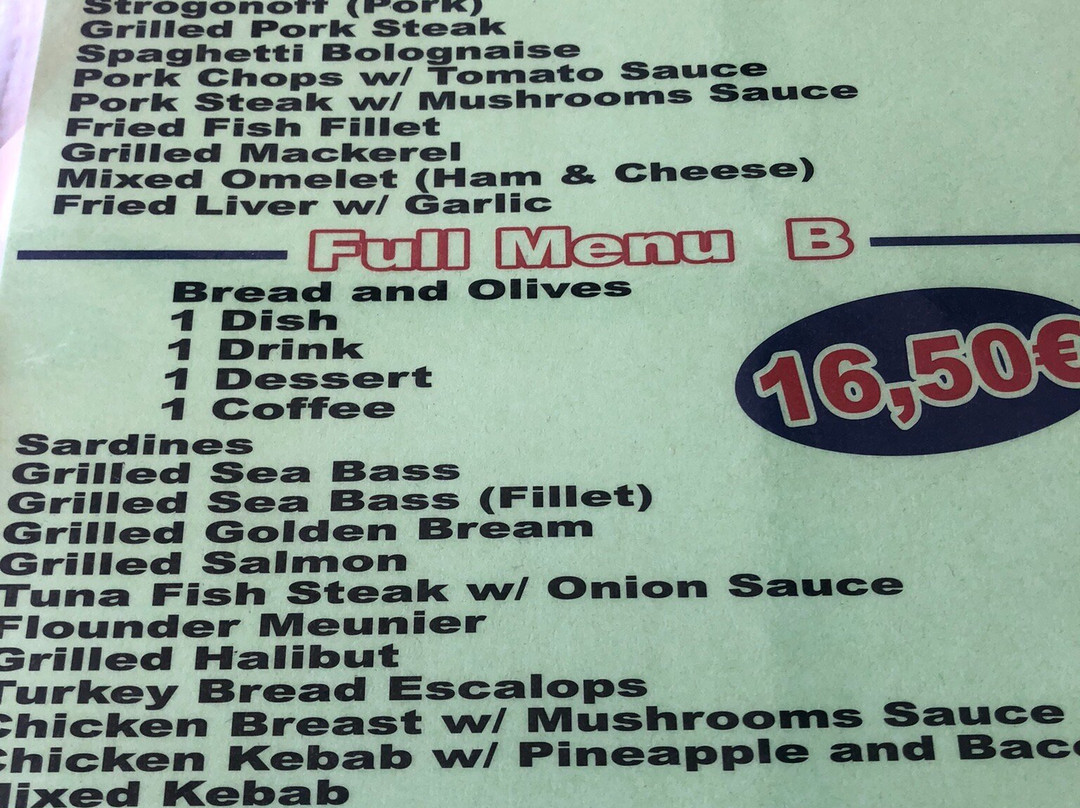 Strogonoff (Pork)
Grilled Pork Steak
Spaghetti Bolognaise
Pork Chops w/ Tomato Sauce
Pork Steak w/ Mushrooms Sauce
Fried Fish Fillet
Grilled Mackerel
Mixed Omelet (Ham & Cheese)
Fried Liver w/ Garlic
Full Menu B
Bread and Olives
1 Dish
1 Drink
1 Dessert
1 Coffee
16,50€
Sardines
Grilled Sea Bass
Grilled Sea Bass (Fillet)
Grilled Golden Bream
Grilled Salmon
Tuna Fish Steak w/ Onion Sauce
Flounder Meunier
Grilled Halibut
Turkey Bread Escalops
Chicken Breast w/ Mushrooms Sauce
Chicken Kebab w/ Pineapple and Bac
Mixed Kebab